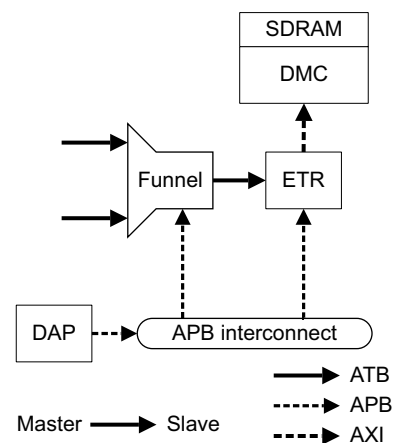 SDRAM
DMC
Funnel
ETR
DAP
APB interconnect
ATB
APB
Master
Slave
AXI